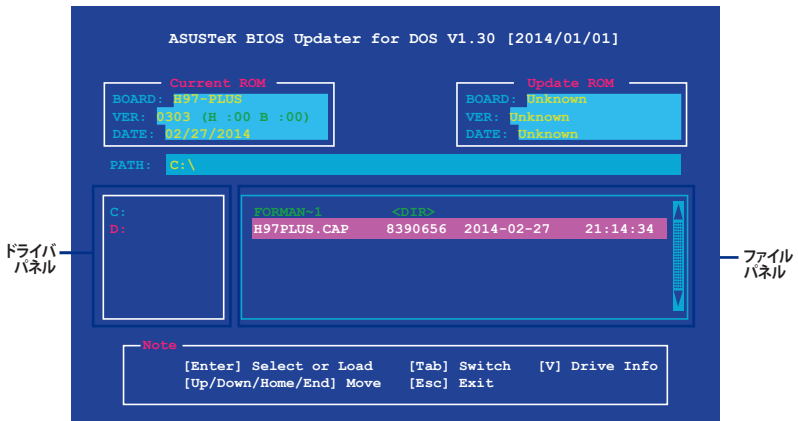 ASUSTeK BIOS Updater for DOS V1.30 [2014/01/01]
Current ROM
BOARD: H97-PLUS
VER: 0303 (H :00 B :00)
DATE: 02/27/2014
Update ROM
BOARD: Unknown
VER: Unknown
DATE: Unknown
PATH: C:\
C:
D:
FORMAN~1 <DIR>
H97PLUS.CAP 8390656 2014-02-27 21:14:34
ドライバ
パネル
ファイル
パネル
Note
[Enter] Select or Load [Tab] Switch [V] Drive Info
[Up/Down/Home/End] Move [Esc] Exit